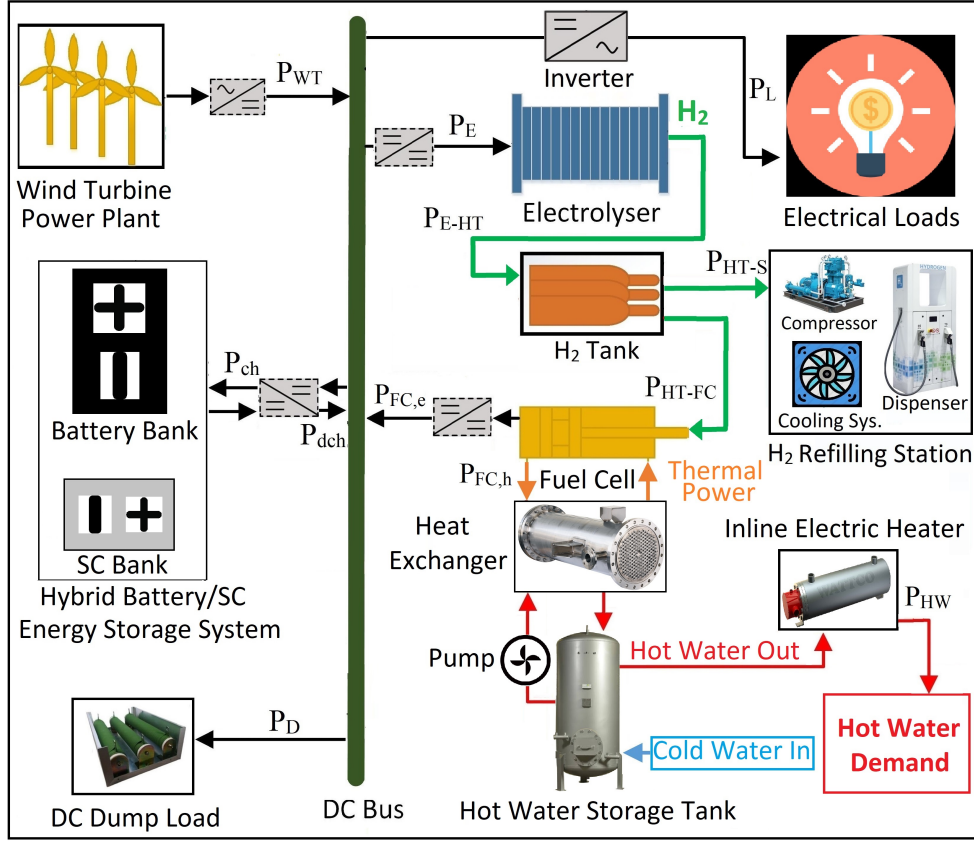 Wind Turbine
Power Plant
P_WT
Inverter
P_L
Electrical Loads
P_E
H₂
Electrolyser
P_E-HT
H₂ Tank
P_HT-S
HYDROGEN
Compressor
Cooling Sys.
Dispenser
H₂ Refilling Station
P_HT-FC
Battery Bank
SC Bank
Hybrid Battery/SC
Energy Storage System
P_ch
P_dch
P_FC,e
Fuel Cell
P_FC,h
Thermal
Power
Heat
Exchanger
Inline Electric Heater
WATTCO
P_HW
Pump
Hot Water Out
Cold Water In
Hot Water
Demand
Hot Water Storage Tank
P_D
DC Dump Load
DC Bus